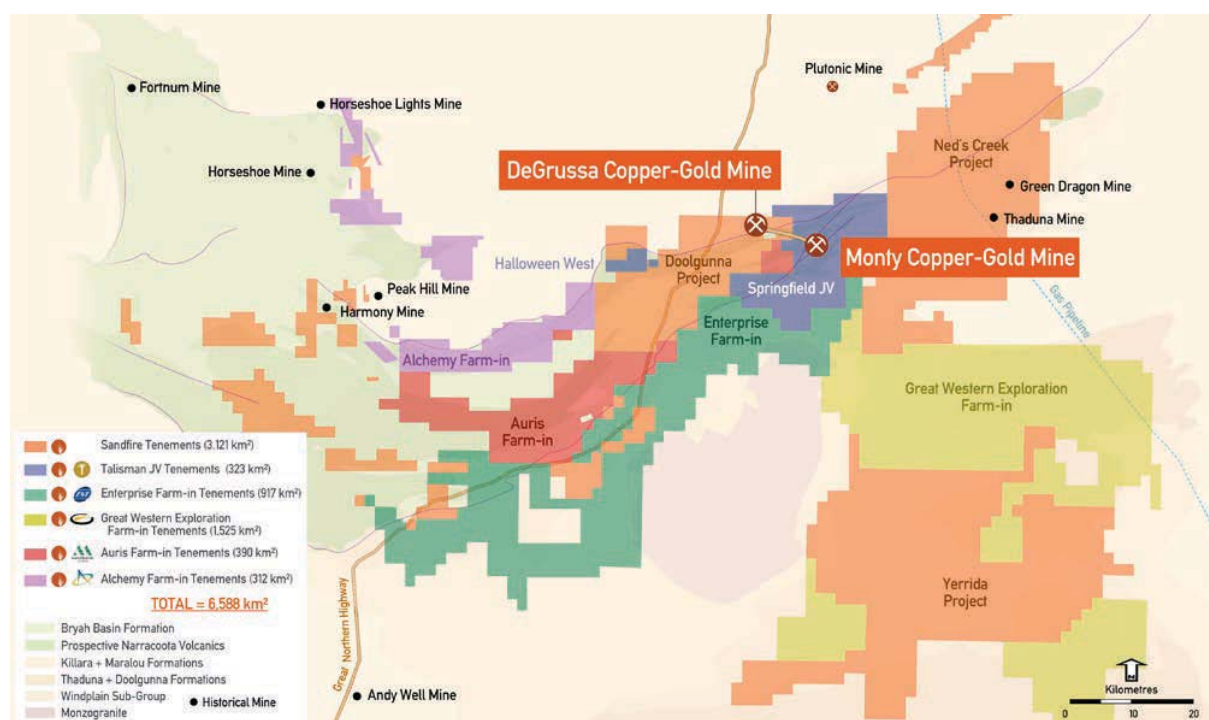 Fortnum Mine
Horseshoe Lights Mine
Horseshoe Mine
Plutonic Mine
Ned's Creek
Project
DeGrussa Copper-Gold Mine
Green Dragon Mine
Thaduna Mine
Monty Copper-Gold Mine
Halloween West
Doolgunna
Project
Springfield JV
Peak Hill Mine
Harmony Mine
Gas Pipeline
Enterprise
Farm-in
Alchemy Farm-in
Great Western Exploration
Farm-in
Auris
Farm-in
Yerrida
Project
Grear Northern Highway
Andy Well Mine
Sandfire Tenements (3.121 km²)
Talisman JV Tenements (323 km²)
Enterprise Farm-in Tenements (917 km²)
Great Western Exploration
Farm-in Tenements (1,525 km²)
Auris Farm-in Tenements (390 km²)
Alchemy Farm-in Tenements (312 km²)
TOTAL = 6,588 km²
Bryah Basin Formation
Prospective Narracoota Volcanics
Killara + Maralou Formations
Thaduna + Doolgunna Formations
Windplain Sub-Group
Monzogranite
Historical Mine
Kilometres
0 10 20